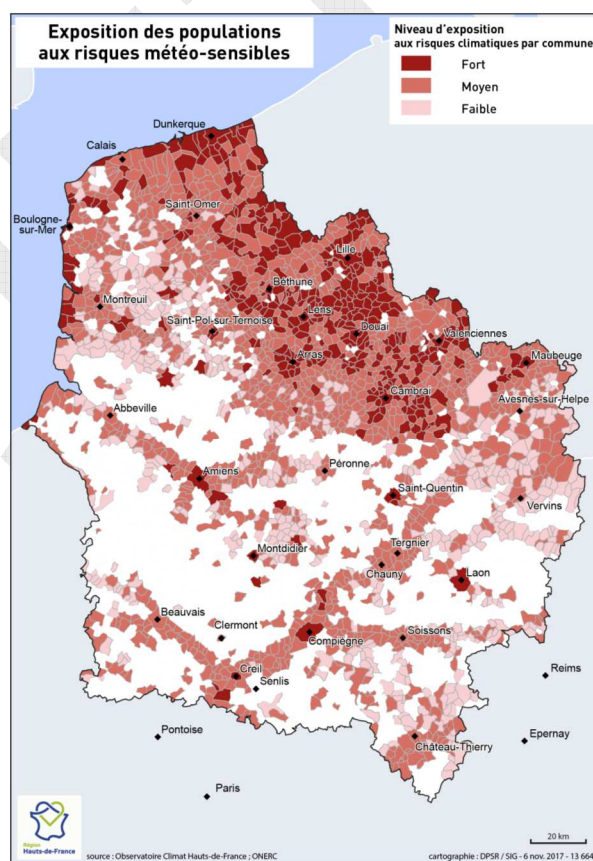 Exposition des populations
aux risques météo-sensibles
Niveau d'exposition
aux risques climatiques par commune
Fort
Moyen
Faible
Dunkerque
Calais
Saint-Omer
Boulogne-
sur-Mer
Lille
Béthune
Montreuil
Lens
Saint-Pol-sur-Ternoise
Douai
Valenciennes
Arras
Maubeuge
Cambrai
Avesnes-sur-Helpe
Abbeville
Amiens
Péronne
Saint-Quentin
Vervins
Montdidier
Tergnier
Chauny
Laon
Beauvais
Clermont
Compiègne
Soissons
Creil
Senlis
Reims
Pontoise
Château-Thierry
Epernay
Paris
Région
Hauts-de-France
20 km
source : Observatoire Climat Hauts-de-France ; ONERC
cartographie : DPSR / SIG - 6 nov. 2017 - 13 664